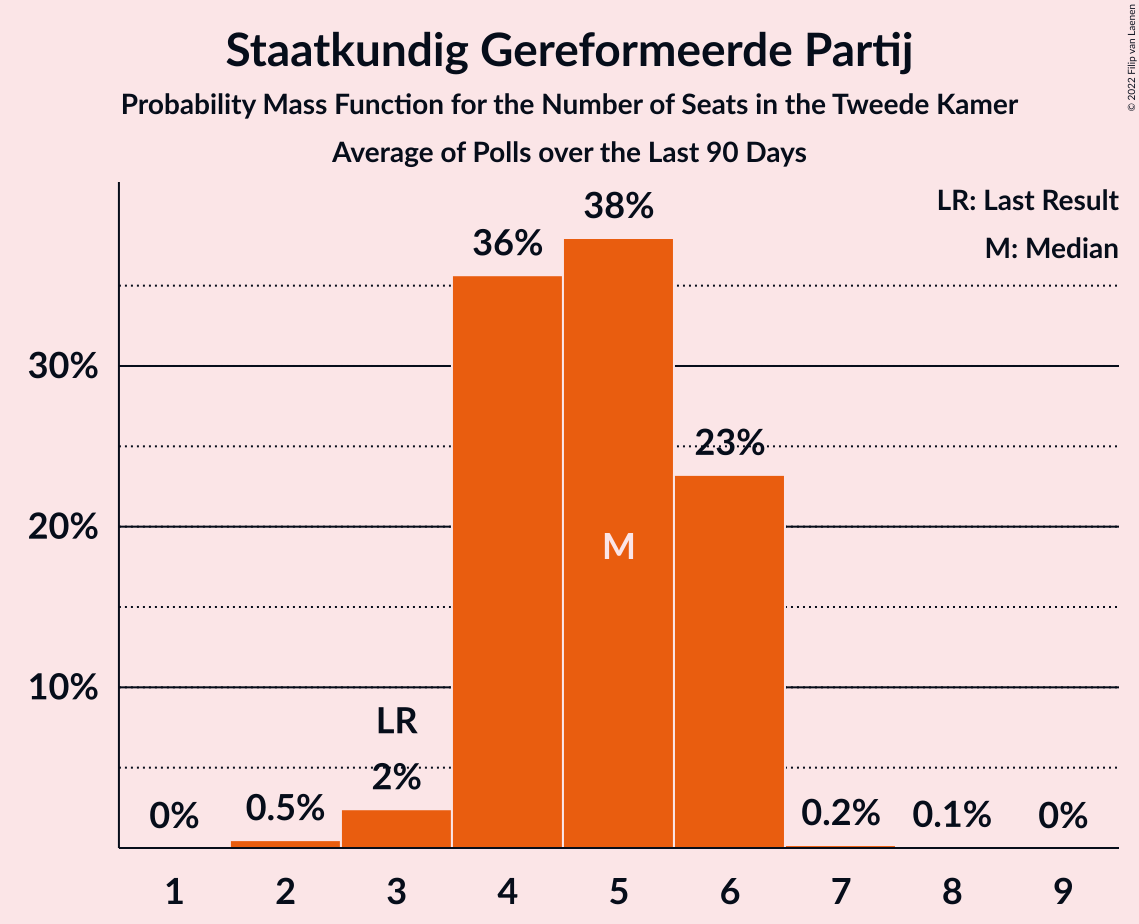 Staatkundig Gereformeerde Partij
Probability Mass Function for the Number of Seats in the Tweede Kamer
Average of Polls over the Last 90 Days
© 2022 Filip van Laenen
LR: Last Result
M: Median
38%
36%
30%
23%
20%
M
10%
LR
2%
0%
0.5%
0.2%
0.1%
0%
1 2 3 4 5 6 7 8 9